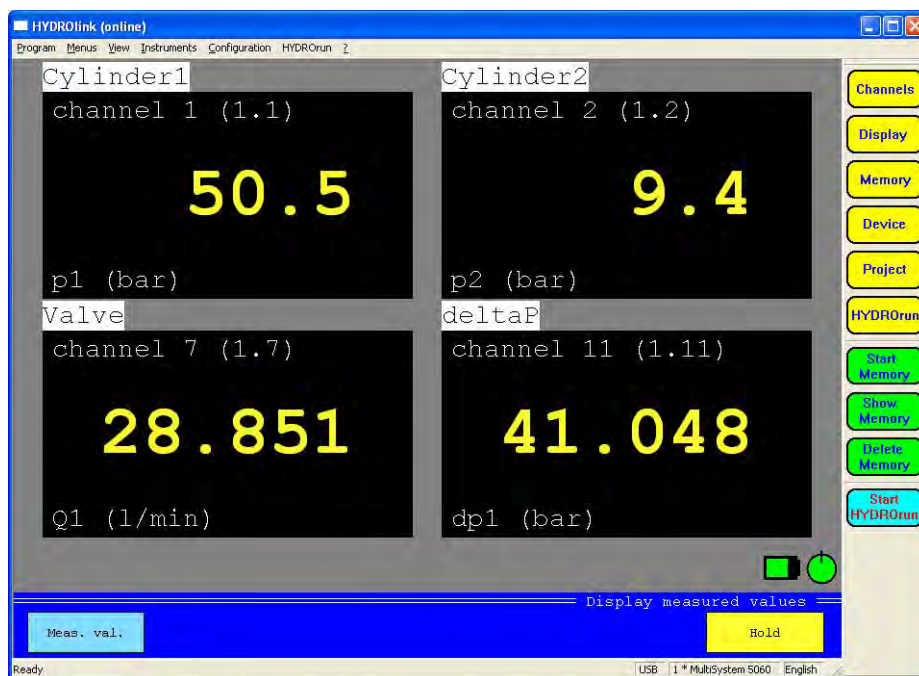 HYDROlink (online)
Program Menus View Instruments Configuration HYDROrun ?
Cylinder1
channel 1 (1.1)
50.5
p1 (bar)
Cylinder2
channel 2 (1.2)
9.4
p2 (bar)
Valve
channel 7 (1.7)
28.851
Q1 (l/min)
deltaP
channel 11 (1.11)
41.048
dp1 (bar)
Channels
Display
Memory
Device
Project
HYDROrun
Start
Memory
Show
Memory
Delete
Memory
Start
HYDROrun
Display measured values
Meas. val.
Hold
Ready
USB
1 * MultiSystem 5060
English